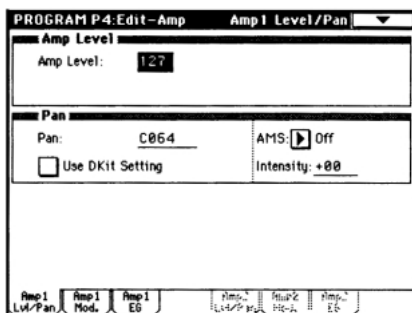 PROGRAM P4:Edit-Amp Amp1 Level/Pan
Amp Level
Amp Level: 127
Pan
Pan: C064 AMS: Off
Use DKit Setting Intensity: +00
Amp1 Lvl/Pan Amp1 Mod. Amp1 EG